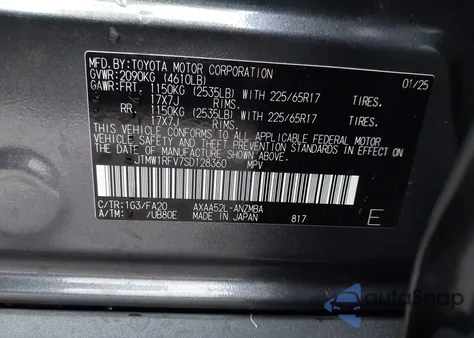 MFD.BY:TOYOTA MOTOR CORPORATION 01/25
GVWR:2090KG (4610LB)
GAWR:FRT. 1150KG (2535LB) WITH 225/65R17 TIRES.
17X7J RIMS.
RR. 1150KG (2535LB) WITH 225/65R17 TIRES.
17X7J RIMS.
THIS VEHICLE CONFORMS TO ALL APPLICABLE FEDERAL MOTOR
VEHICLE SAFETY STANDARDS IN EFFECT ON
THE DATE OF MANUFACTURE SHOWN ABOVE.
JTMW1RFV7SD128360 MPV
C/TR:1G3/FA20 AXAA52L-ANZMBA
A/TM: /UB80E MADE IN JAPAN 817 E
autoSnap